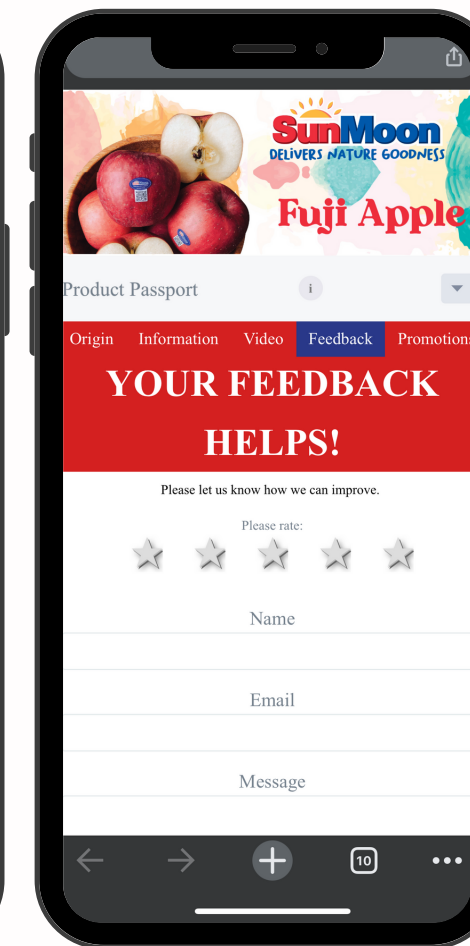 SunMoon
DELIVERS NATURE GOODNESS
Fuji Apple
Product Passport i
Origin Information Video Feedback Promotions
YOUR FEEDBACK
HELPS!
Please let us know how we can improve.
Please rate:
Name
Email
Message
10